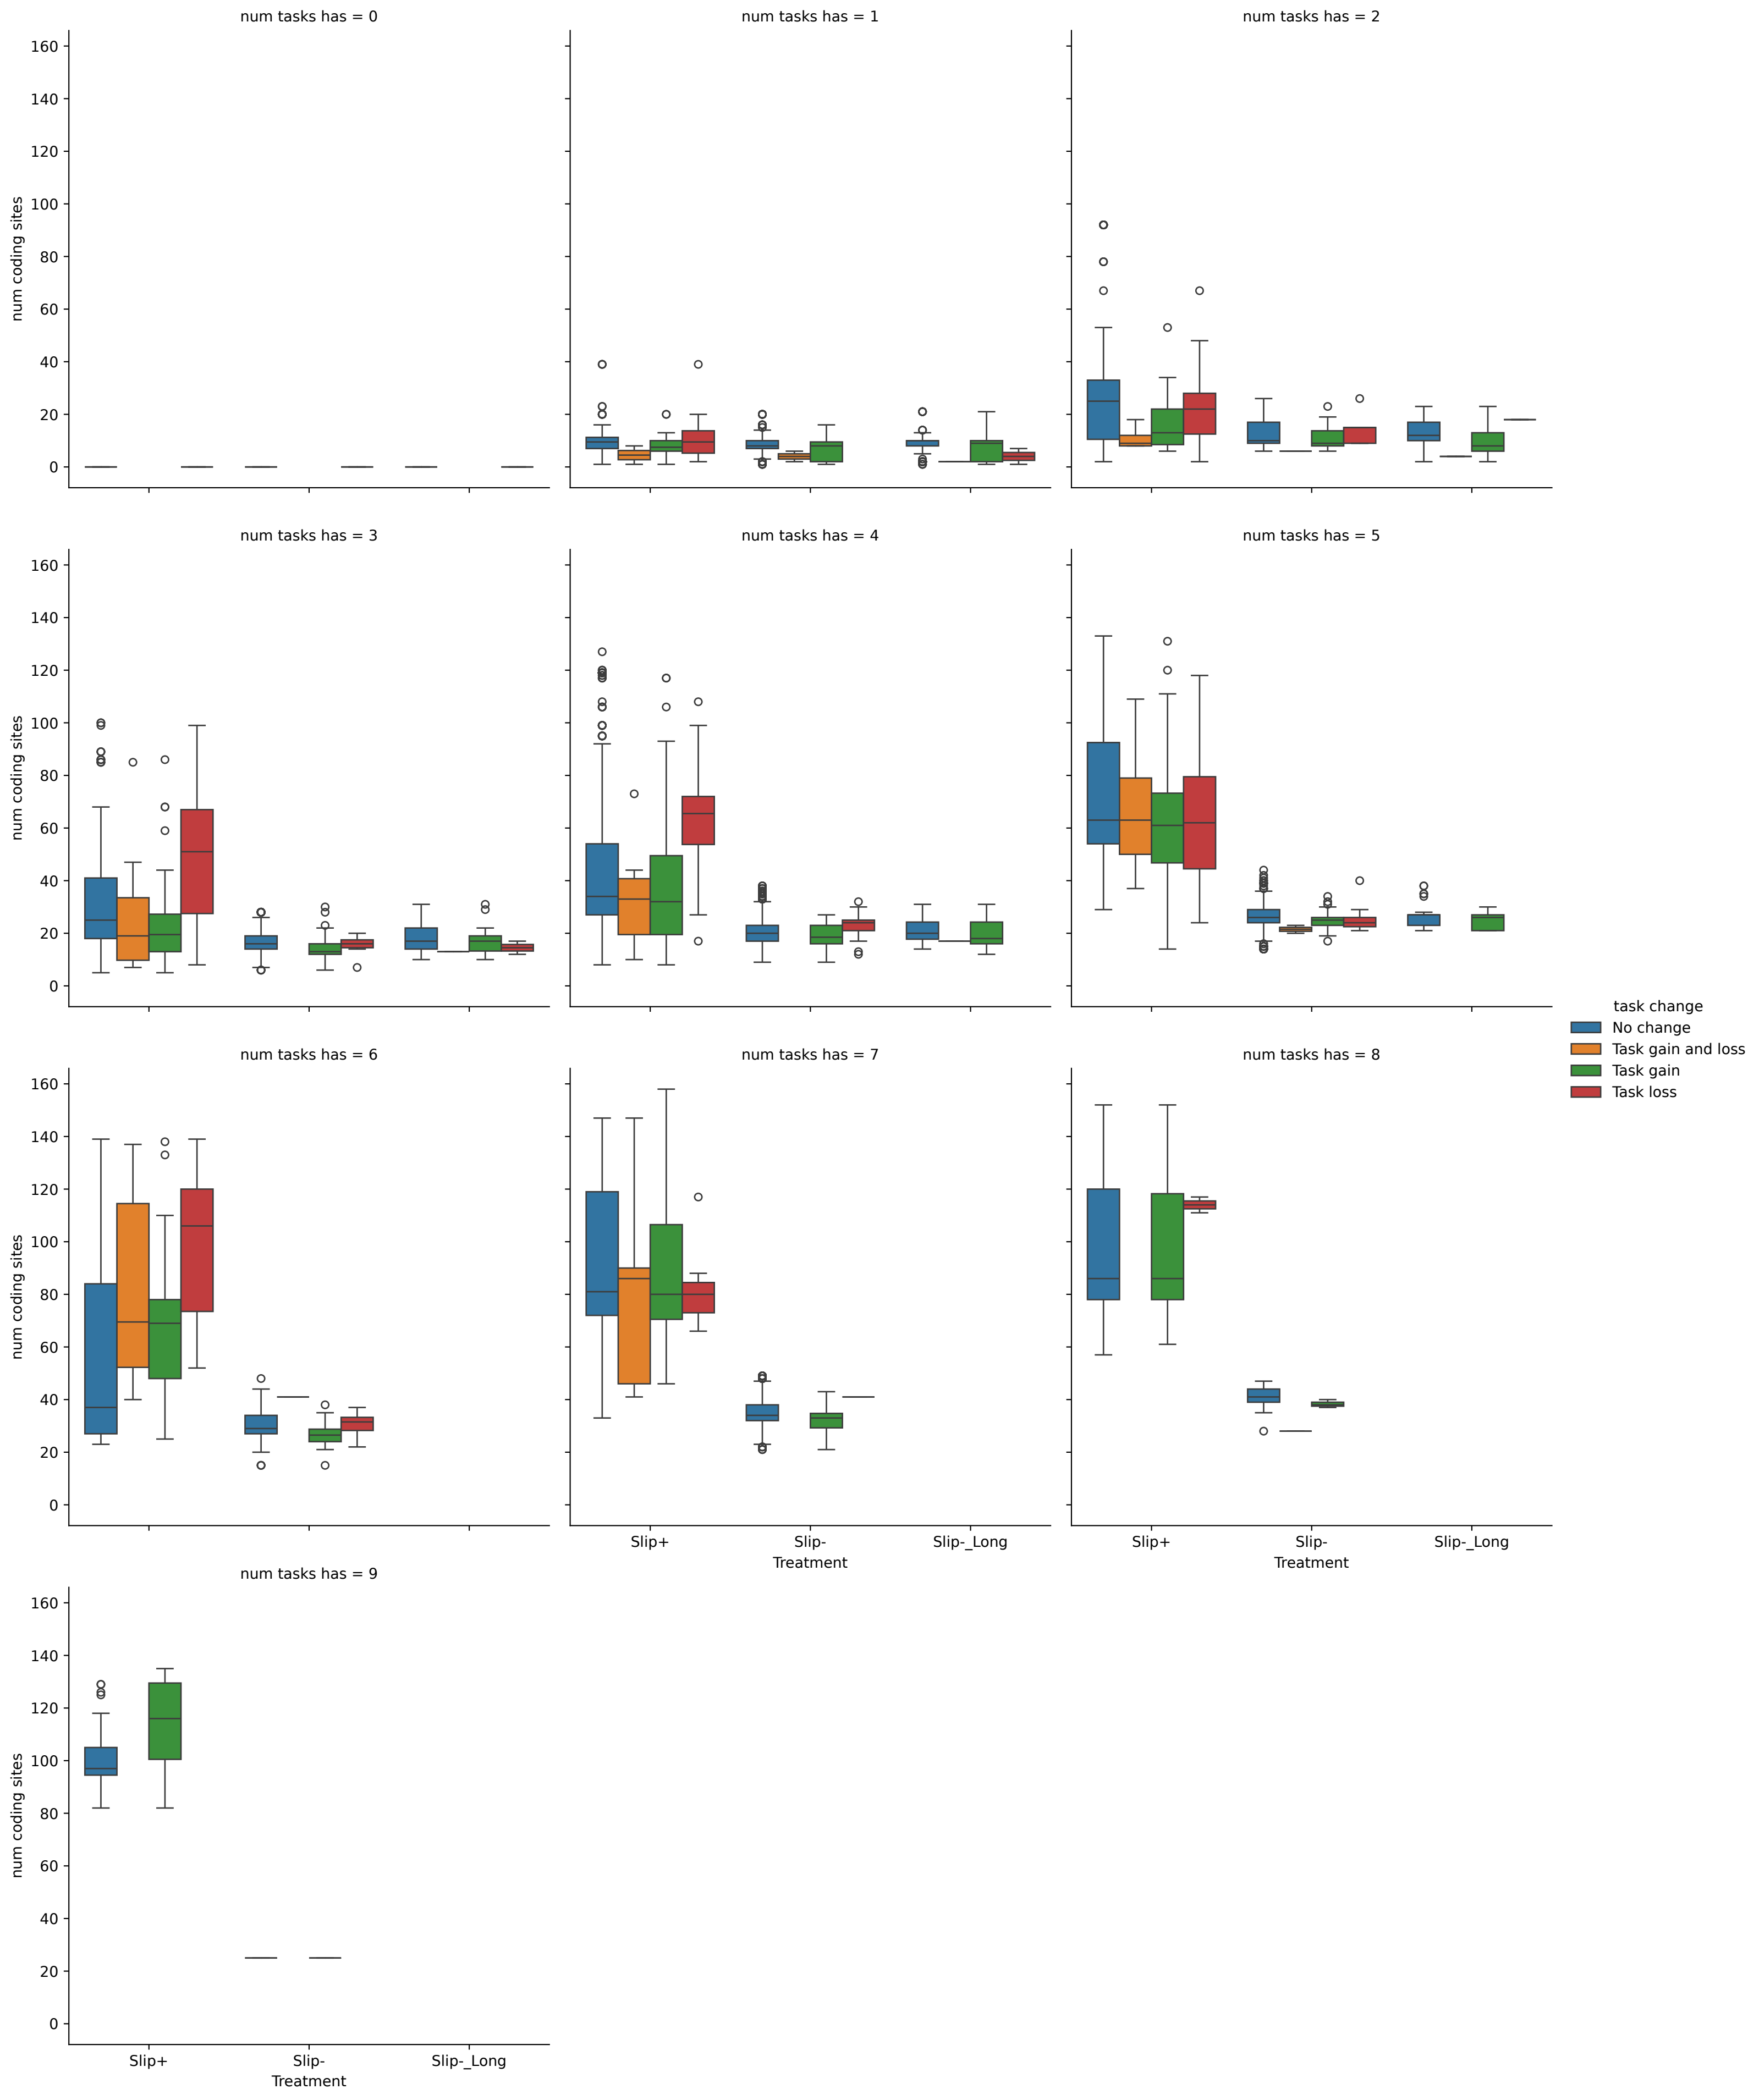 num tasks has = 0
num tasks has = 1
num tasks has = 2
160
140
120
100
80
60
40
20
0
num coding sites
num tasks has = 3
num tasks has = 4
num tasks has = 5
160
140
120
100
80
60
40
20
0
num coding sites
task change
No change
Task gain and loss
Task gain
Task loss
num tasks has = 6
num tasks has = 7
num tasks has = 8
160
140
120
100
80
60
40
20
0
num coding sites
Slip+
Slip-
Slip-_Long
Treatment
Slip+
Slip-
Slip-_Long
Treatment
num tasks has = 9
160
140
120
100
80
60
40
20
0
num coding sites
Slip+
Slip-
Slip-_Long
Treatment